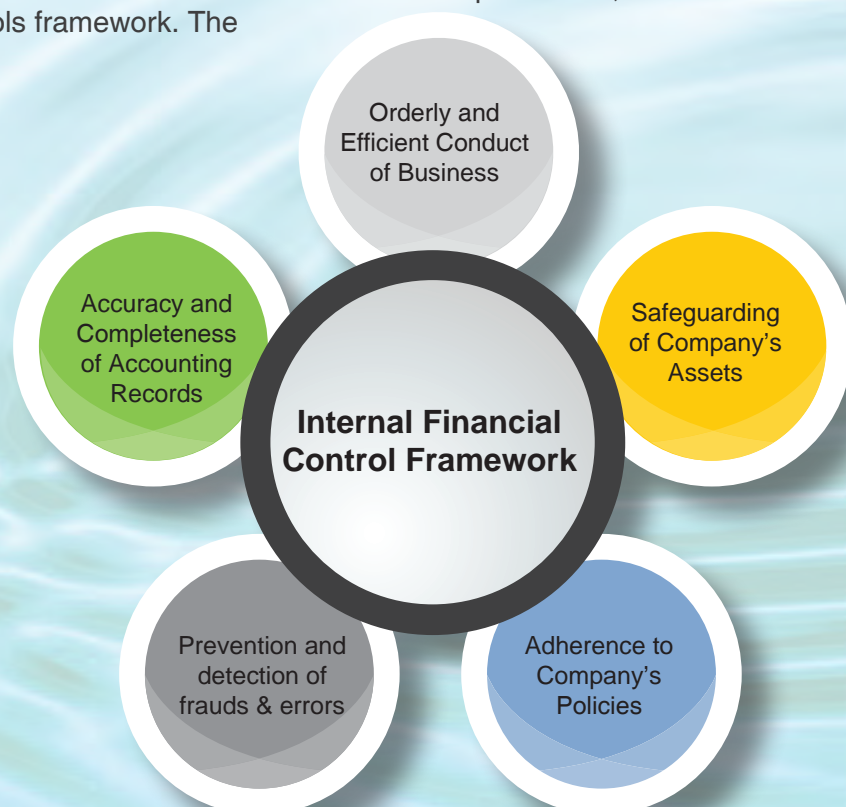 ols framework. The
Orderly and
Efficient Conduct
of Business
Accuracy and
Completeness
of Accounting
Records
Safeguarding
of Company's
Assets
Internal Financial
Control Framework
Prevention and
detection of
frauds & errors
Adherence to
Company's
Policies